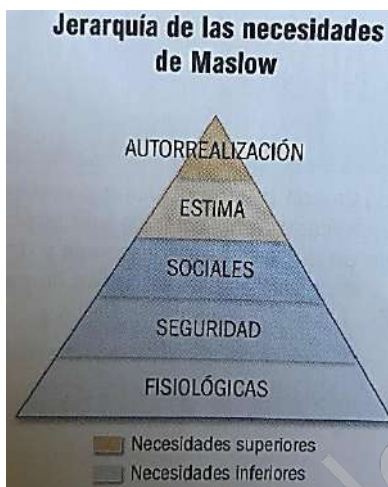 Jerarquía de las necesidades
de Maslow
AUTORREALIZACIÓN
ESTIMA
SOCIALES
SEGURIDAD
FISIOLÓGICAS
Necesidades superiores
Necesidades inferiores